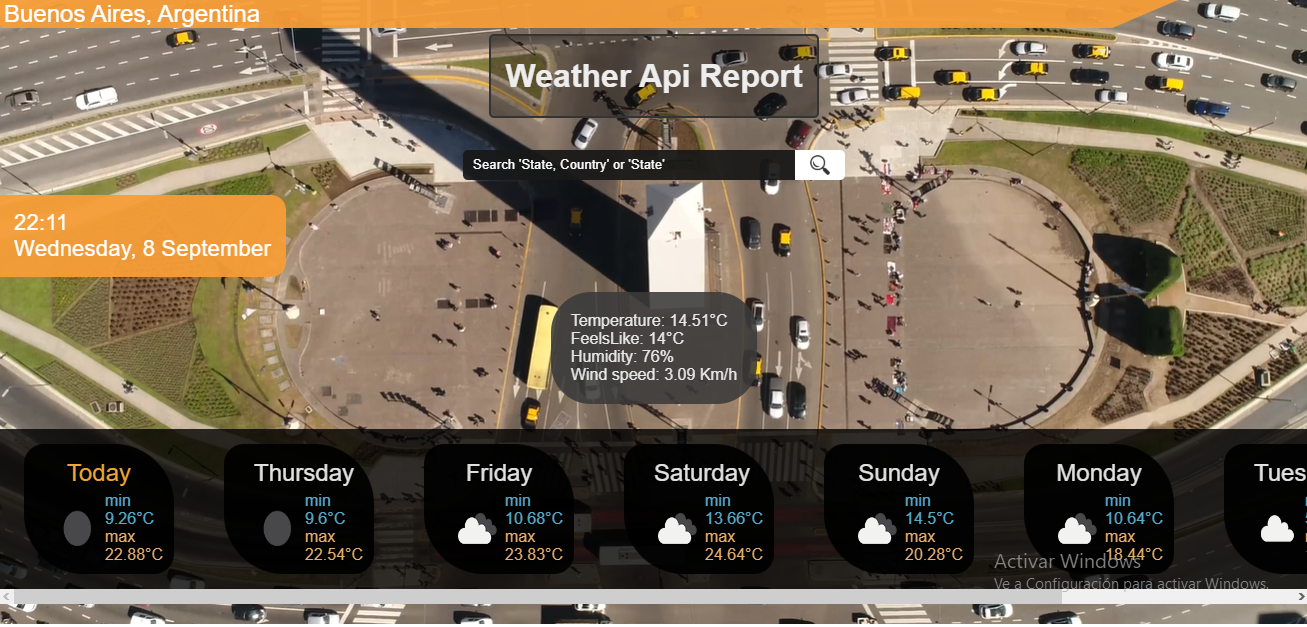 Buenos Aires, Argentina
Weather Api Report
Search 'State, Country' or 'State'
22:11
Wednesday, 8 September
Temperature: 14.51°C
FeelsLike: 14°C
Humidity: 76%
Wind speed: 3.09 Km/h
Today
min
9.26°C
max
22.88°C
Thursday
min
9.6°C
max
22.54°C
Friday
min
10.68°C
max
23.83°C
Saturday
min
13.66°C
max
24.64°C
Sunday
min
14.5°C
max
20.28°C
Monday
min
10.64°C
max
18.44°C
Tues
Activar Windows
Ve a Configuración para activar Windows.